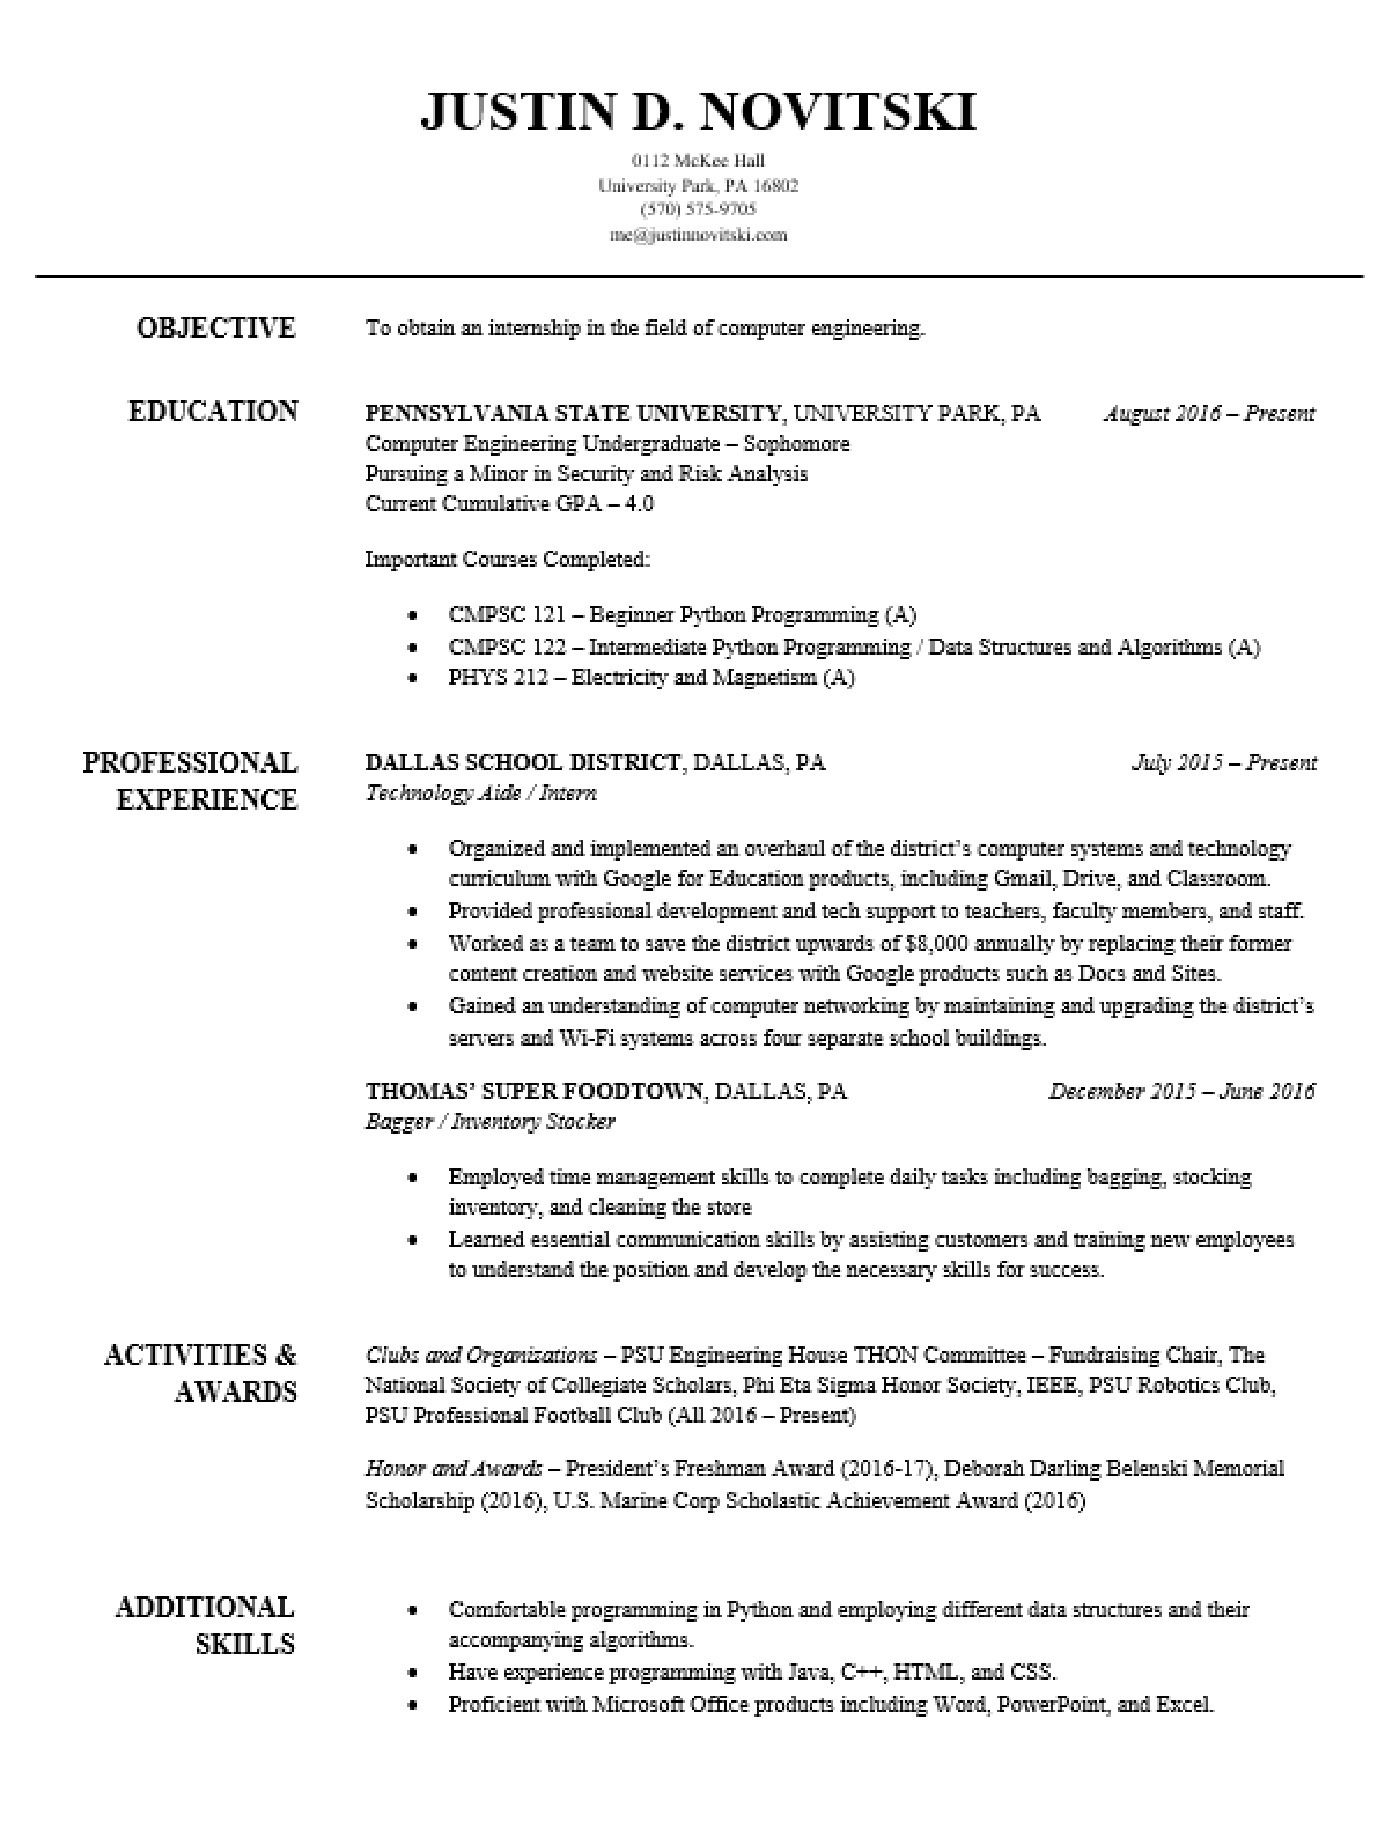 JUSTIN D. NOVITSKI
0112 McKee Hall
University Park, PA 16802
(570) 575-9705
me@justinnovitski.com
OBJECTIVE
To obtain an internship in the field of computer engineering.
EDUCATION
PENNSYLVANIA STATE UNIVERSITY, UNIVERSITY PARK, PA August 2016 – Present
Computer Engineering Undergraduate – Sophomore
Pursuing a Minor in Security and Risk Analysis
Current Cumulative GPA – 4.0
Important Courses Completed:
• CMPSC 121 – Beginner Python Programming (A)
• CMPSC 122 – Intermediate Python Programming / Data Structures and Algorithms (A)
• PHYS 212 – Electricity and Magnetism (A)
PROFESSIONAL
EXPERIENCE
DALLAS SCHOOL DISTRICT, DALLAS, PA July 2015 – Present
Technology Aide / Intern
• Organized and implemented an overhaul of the district's computer systems and technology
curriculum with Google for Education products, including Gmail, Drive, and Classroom.
• Provided professional development and tech support to teachers, faculty members, and staff.
• Worked as a team to save the district upwards of $8,000 annually by replacing their former
content creation and website services with Google products such as Docs and Sites.
• Gained an understanding of computer networking by maintaining and upgrading the district's
servers and Wi-Fi systems across four separate school buildings.
THOMAS' SUPER FOODTOWN, DALLAS, PA December 2015 – June 2016
Bagger / Inventory Stocker
• Employed time management skills to complete daily tasks including bagging, stocking
inventory, and cleaning the store
• Learned essential communication skills by assisting customers and training new employees
to understand the position and develop the necessary skills for success.
ACTIVITIES &
AWARDS
Clubs and Organizations – PSU Engineering House THON Committee – Fundraising Chair, The
National Society of Collegiate Scholars, Phi Eta Sigma Honor Society, IEEE, PSU Robotics Club,
PSU Professional Football Club (All 2016 – Present)
Honor and Awards – President's Freshman Award (2016-17), Deborah Darling Belenski Memorial
Scholarship (2016), U.S. Marine Corp Scholastic Achievement Award (2016)
ADDITIONAL
SKILLS
• Comfortable programming in Python and employing different data structures and their
accompanying algorithms.
• Have experience programming with Java, C++, HTML, and CSS.
• Proficient with Microsoft Office products including Word, PowerPoint, and Excel.